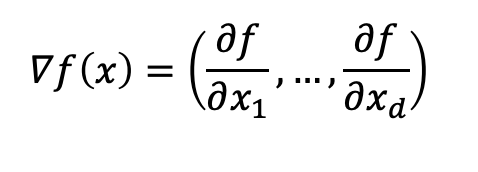 ∇f(x) = (∂f/∂x₁, …, ∂f/∂x_d)